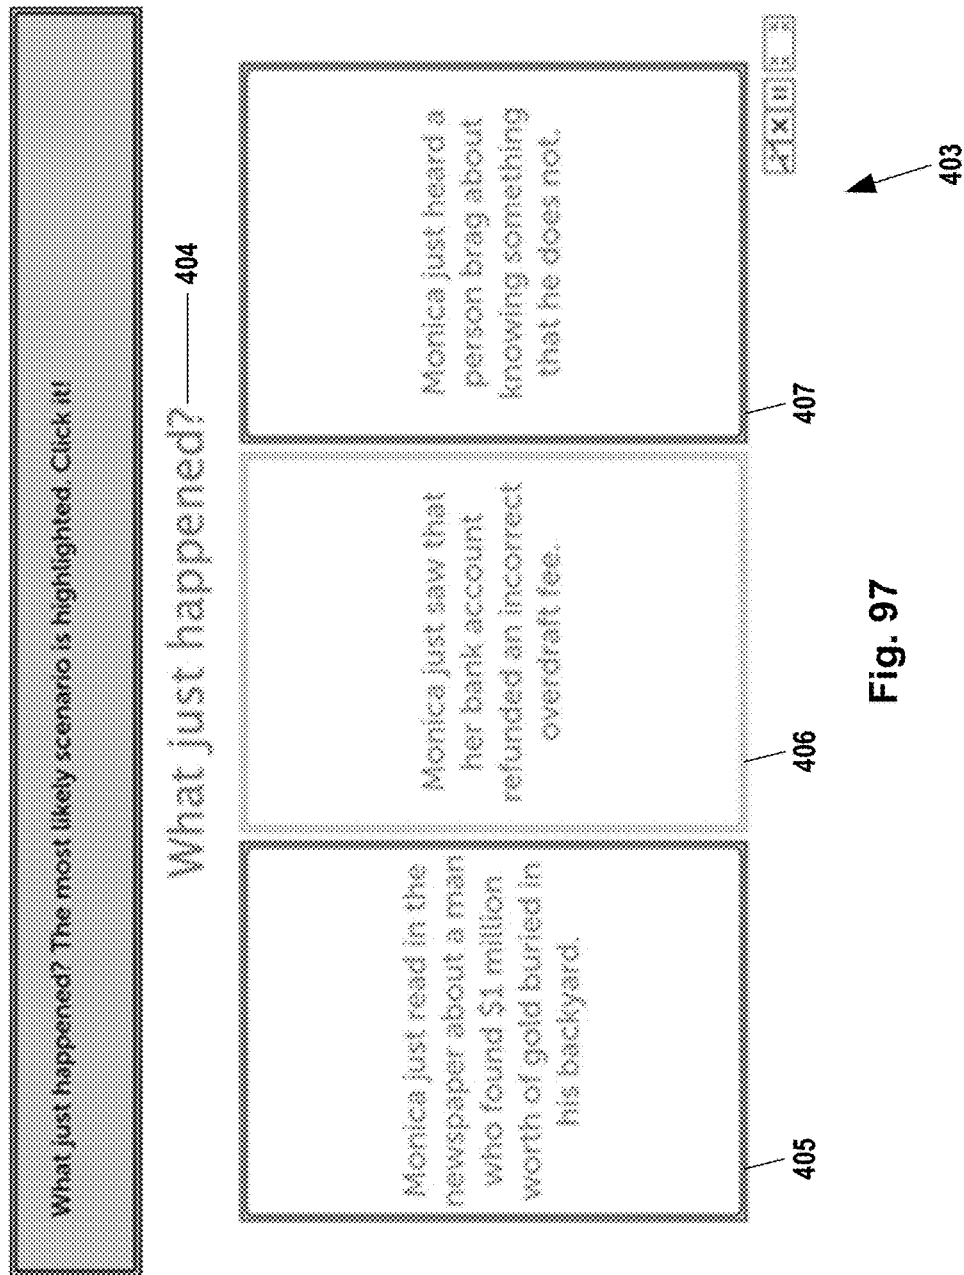 What just happened? The most likely scenario is highlighted. Click it!
What just happened?
404
Monica just read in the
newspaper about a man
who found $1 million
worth of gold buried in
his backyard.
Monica just saw that
her bank account
refunded an incorrect
overdraft fee.
Monica just heard a
person brag about
knowing something
that he does not.
405
406
407
403
Fig. 97